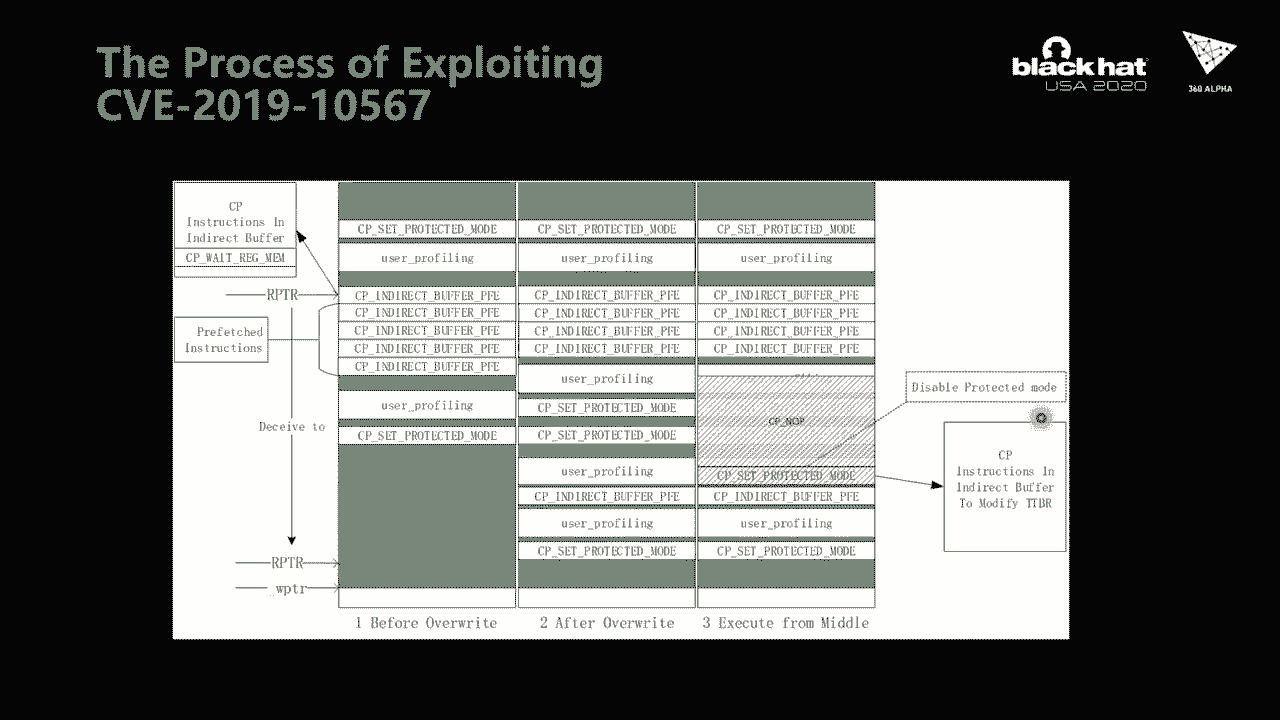 The Process of Exploiting
CVE-2019-10567
black hat
USA 2020
360 ALPHA
CP
Instructions In
Indirect Buffer
CP_WAIT_REG_MEM
RPTR
Prefetched
Instructions
Deceive to
RPTR
wptr
CP_SET_PROTECTED_MODE
user_profiling
CP_INDIRECT_BUFFER_PFE
CP_INDIRECT_BUFFER_PFE
CP_INDIRECT_BUFFER_PFE
CP_INDIRECT_BUFFER_PFE
CP_INDIRECT_BUFFER_PFE
user_profiling
CP_SET_PROTECTED_MODE
1 Before Overwrite
CP_SET_PROTECTED_MODE
user_profiling
CP_INDIRECT_BUFFER_PFE
CP_INDIRECT_BUFFER_PFE
CP_INDIRECT_BUFFER_PFE
CP_INDIRECT_BUFFER_PFE
user_profiling
CP_SET_PROTECTED_MODE
CP_SET_PROTECTED_MODE
user_profiling
CP_INDIRECT_BUFFER_PFE
user_profiling
CP_SET_PROTECTED_MODE
2 After Overwrite
CP_SET_PROTECTED_MODE
user_profiling
CP_INDIRECT_BUFFER_PFE
CP_INDIRECT_BUFFER_PFE
CP_INDIRECT_BUFFER_PFE
CP_INDIRECT_BUFFER_PFE
CP_NOP
CP_SET_PROTECTED_MODE
CP_INDIRECT_BUFFER_PFE
user_profiling
CP_SET_PROTECTED_MODE
3 Execute from Middle
Disable Protected mode
CP
Instructions In
Indirect Buffer
To Modify TTBR